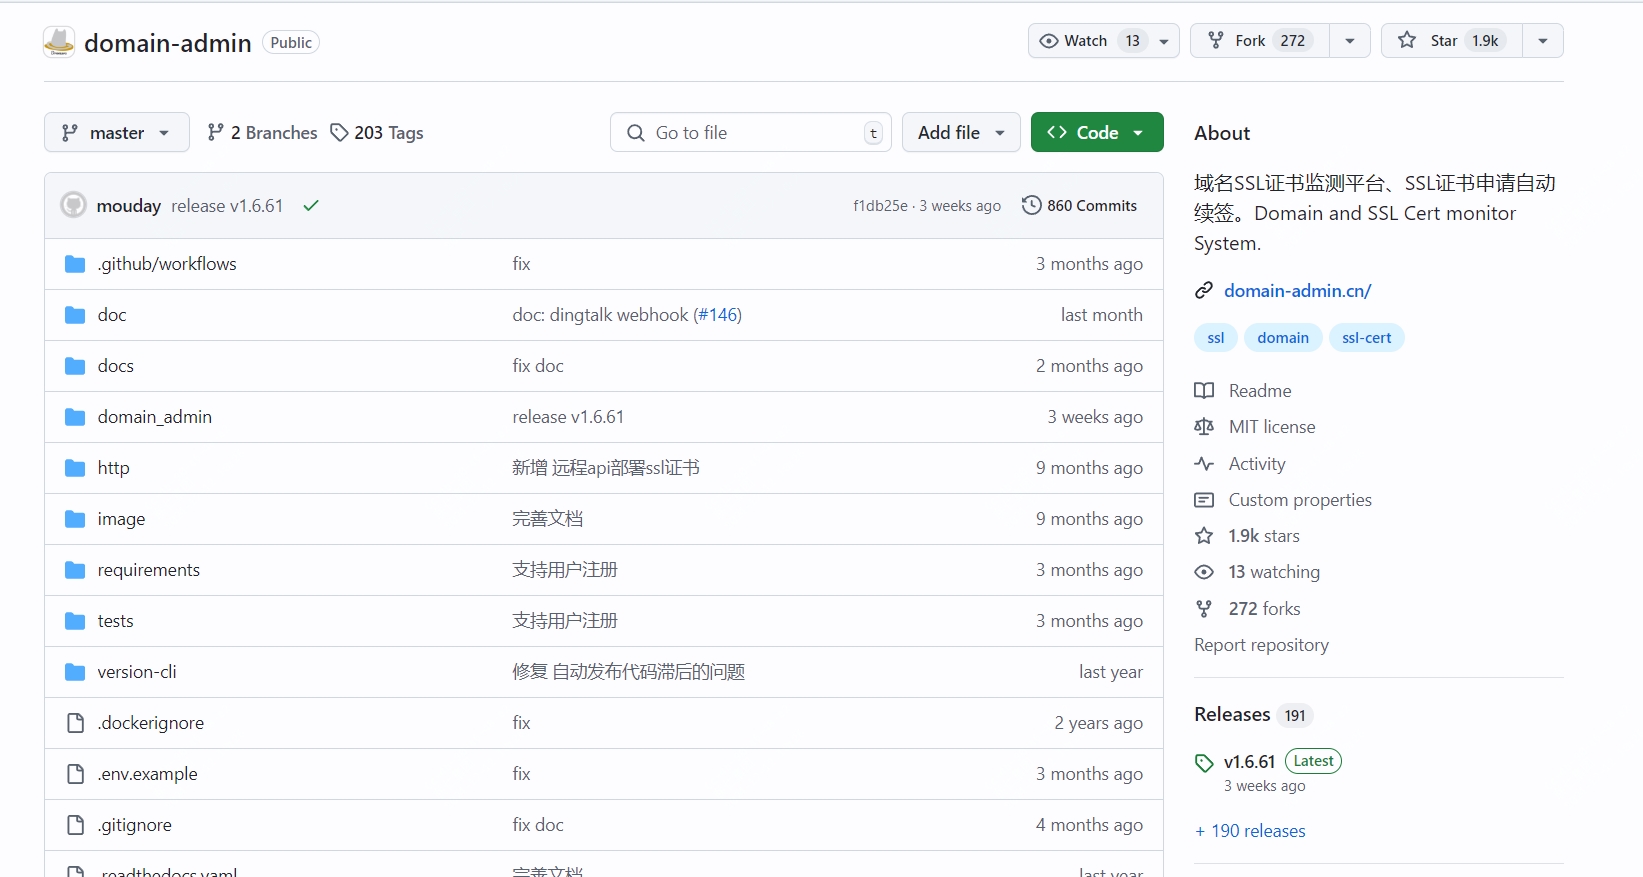 domain-admin Public
Watch 13
Fork 272
Star 1.9k
master
2 Branches
203 Tags
Go to file t
Add file
Code
mouday release v1.6.61
f1db25e · 3 weeks ago
860 Commits
.github/workflows fix 3 months ago
doc doc: dingtalk webhook (#146) last month
docs fix doc 2 months ago
domain_admin release v1.6.61 3 weeks ago
http 新增 远程api部署ssl证书 9 months ago
image 完善文档 9 months ago
requirements 支持用户注册 3 months ago
tests 支持用户注册 3 months ago
version-cli 修复 自动发布代码滞后的问题 last year
.dockerignore fix 2 years ago
.env.example fix 3 months ago
.gitignore fix doc 4 months ago
.readthedocs.yaml 完善文档 last year
About
域名SSL证书监测平台、SSL证书申请自动
续签。Domain and SSL Cert monitor
System.
domain-admin.cn/
ssl domain ssl-cert
Readme
MIT license
Activity
Custom properties
1.9k stars
13 watching
272 forks
Report repository
Releases 191
v1.6.61 Latest
3 weeks ago
+ 190 releases